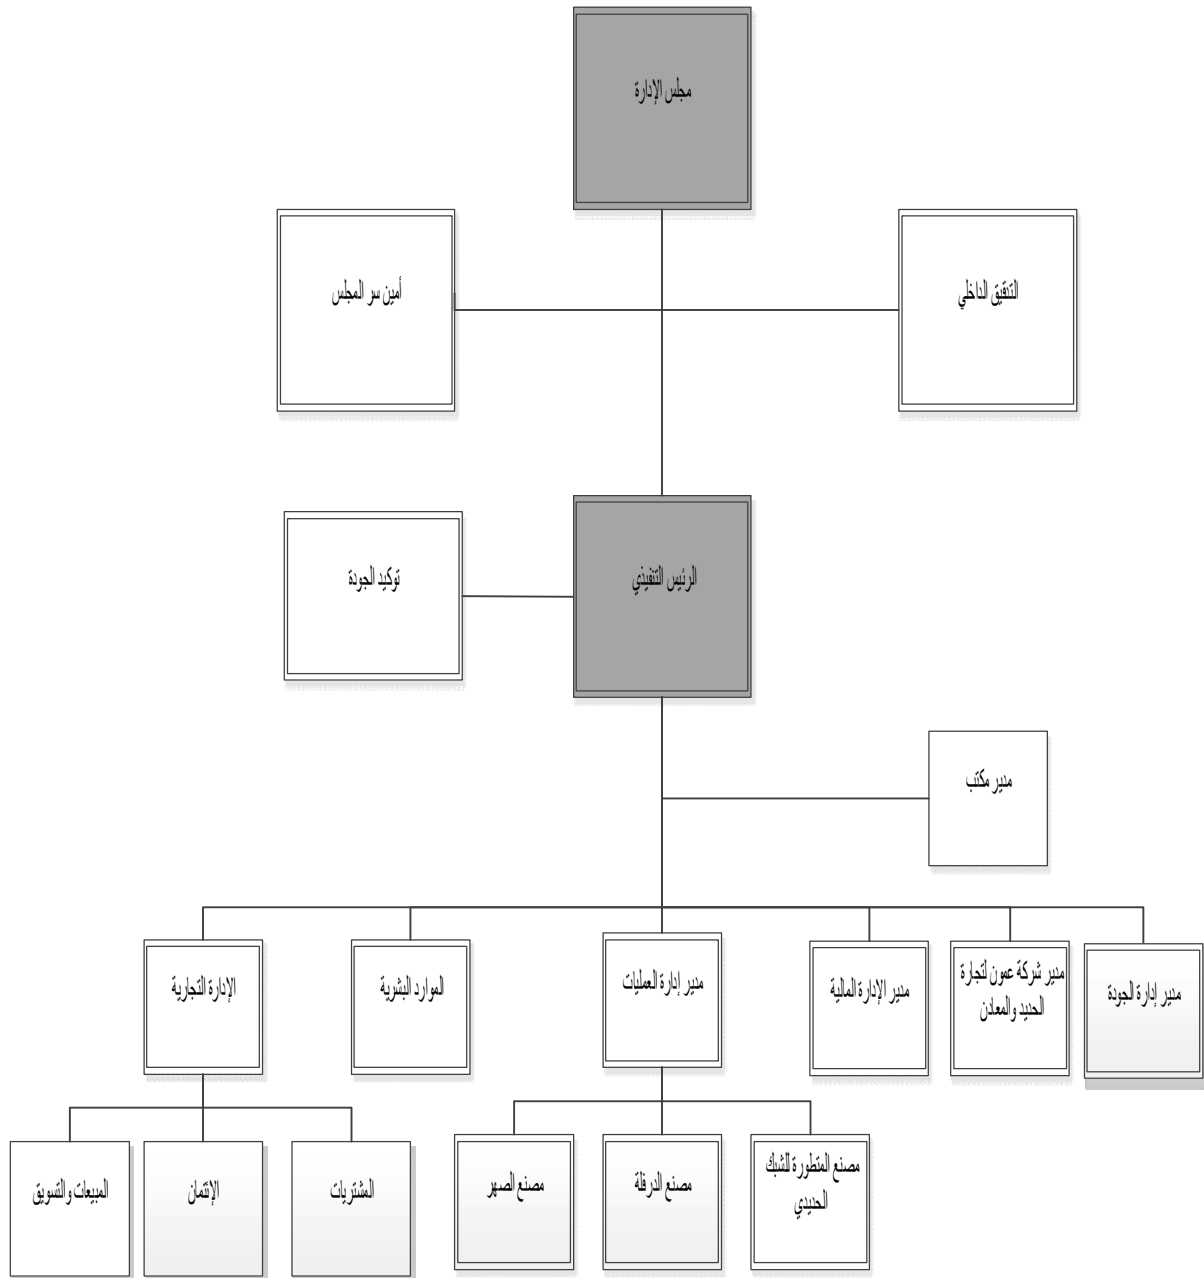 مجلس الإدارة
التدقيق الداخلي
أمين سر المجلس
الرئيس التنفيذي
توكيد الجودة
مدير مكتب
مدير إدارة الجودة
مدير شركة عمون لتجارة
الحديد والمعادن
مدير الإدارة المالية
مدير إدارة العمليات
الموارد البشرية
الإدارة التجارية
مصنع المتطورة للشبك
الحديدي
مصنع الدرفلة
مصنع الصهر
المشتريات
الإئتمان
المبيعات والتسويق